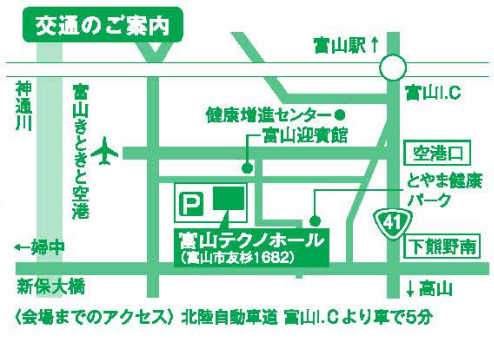 交通のご案内
富山駅↑
神通川
富山きときと空港
富山I.C
健康増進センター
富山迎賓館
空港口
とやま健康
パーク
P
41
富山テクノホール
(富山市友杉1682)
下熊野南
←婦中
新保大橋
↓高山
〈会場までのアクセス〉北陸自動車道 富山I.Cより車で5分